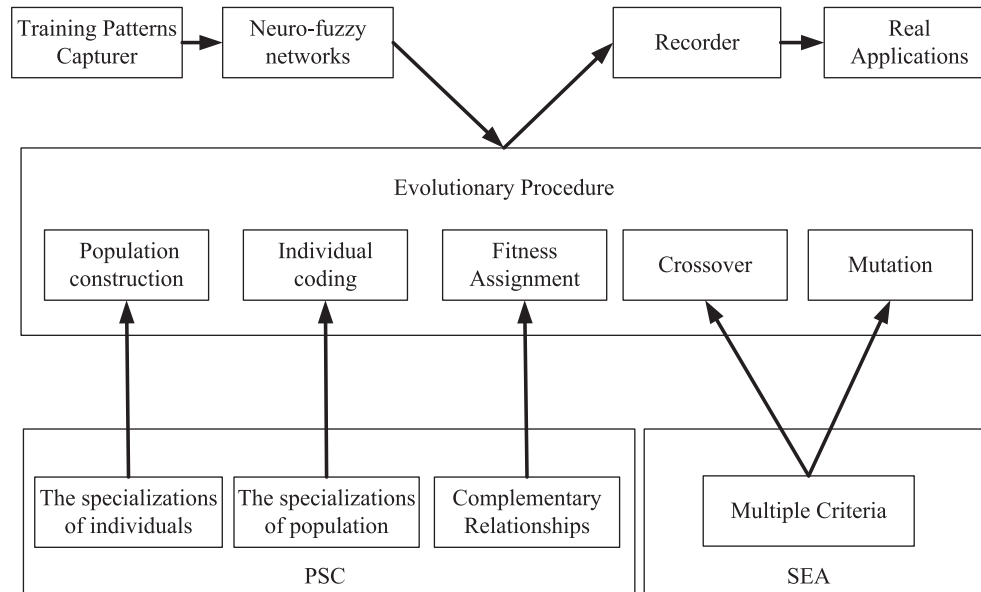 Training Patterns
Capturer
Neuro-fuzzy
networks
Recorder
Real
Applications
Evolutionary Procedure
Population
construction
Individual
coding
Fitness
Assignment
Crossover
Mutation
The specializations
of individuals
The specializations
of population
Complementary
Relationships
Multiple Criteria
PSC
SEA